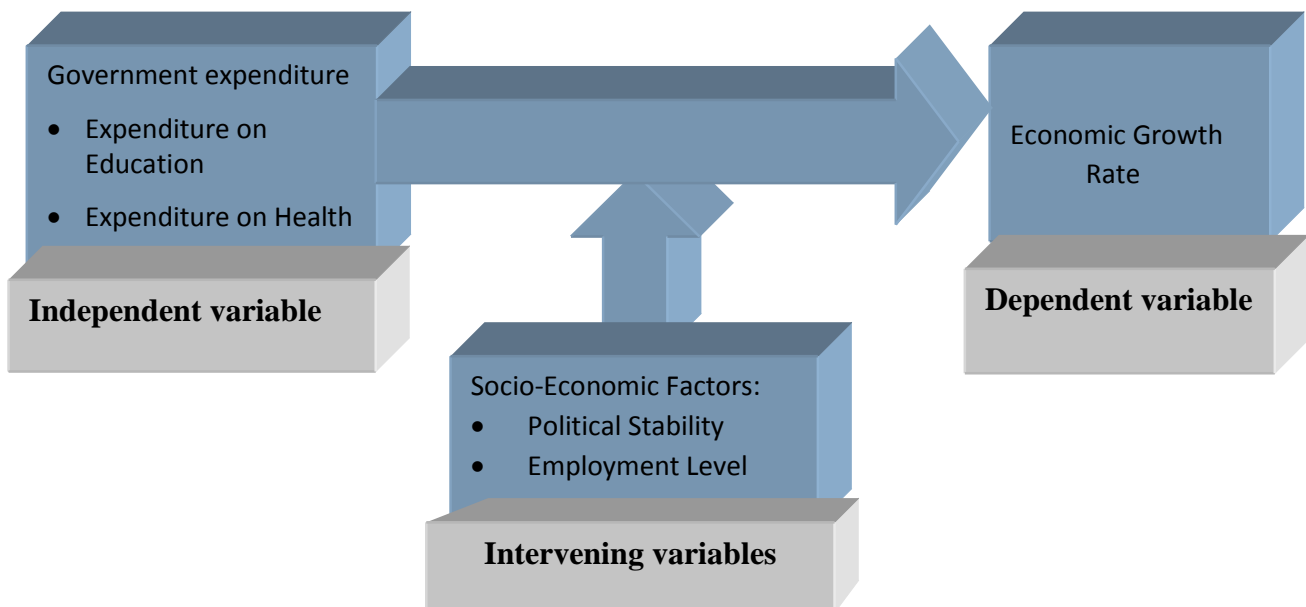 Government expenditure
• Expenditure on
Education
• Expenditure on Health
Independent variable
Economic Growth
Rate
Dependent variable
Socio-Economic Factors:
• Political Stability
• Employment Level
Intervening variables